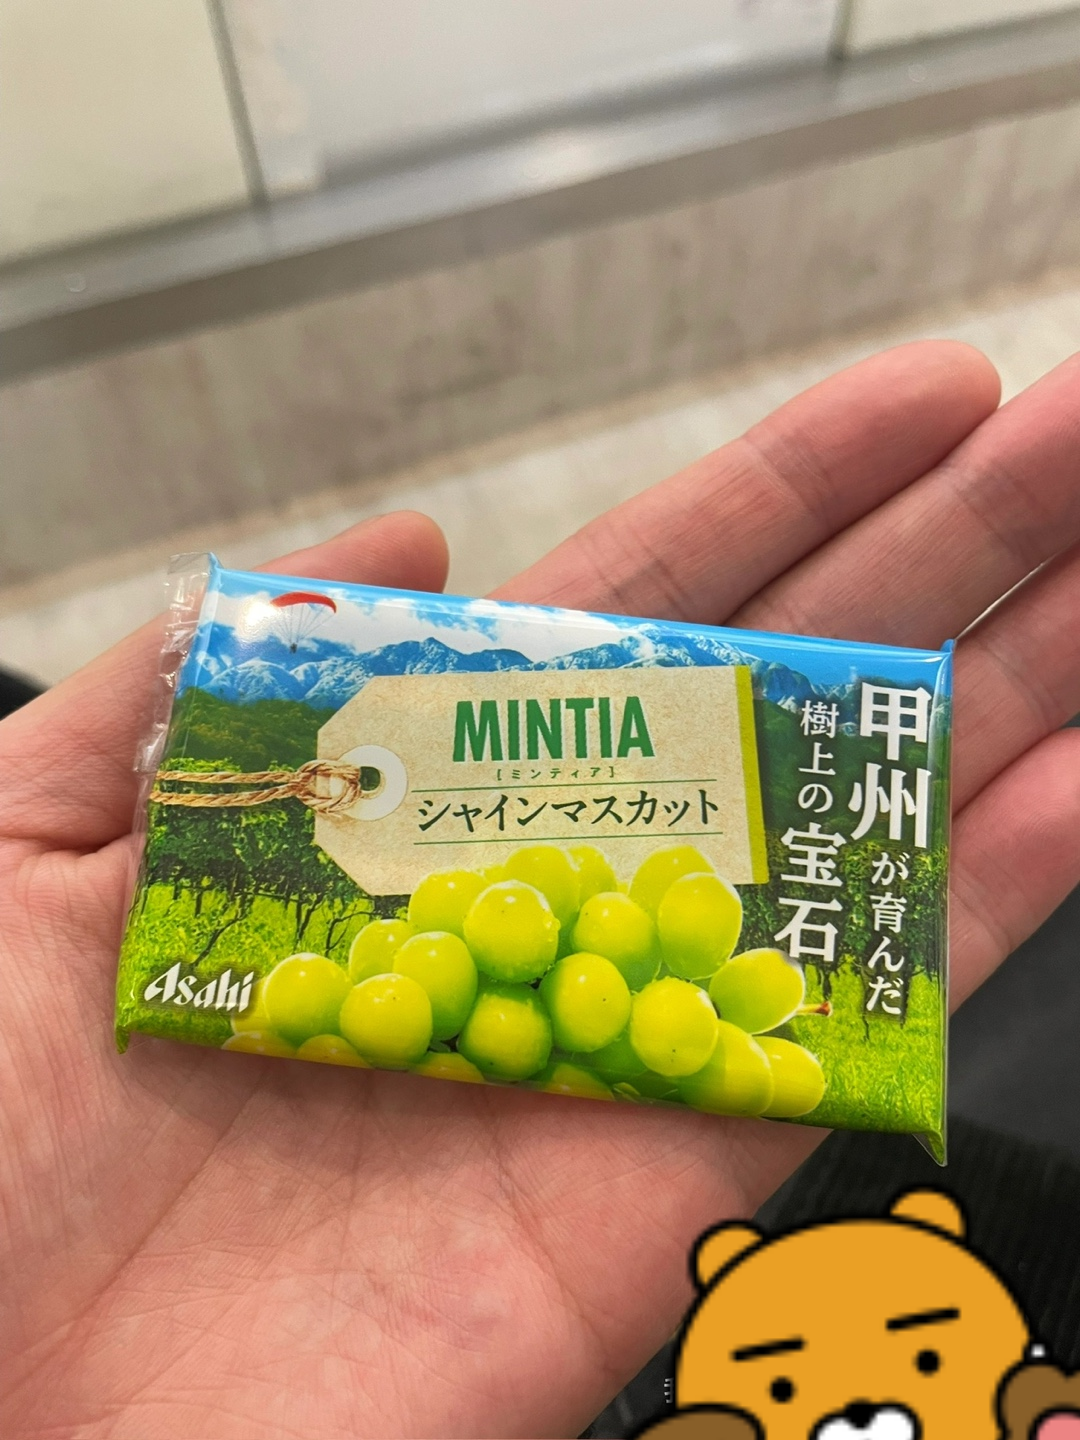 MINTIA
[ミンティア]
シャインマスカット
甲州が育んだ
樹上の宝石
Asahi